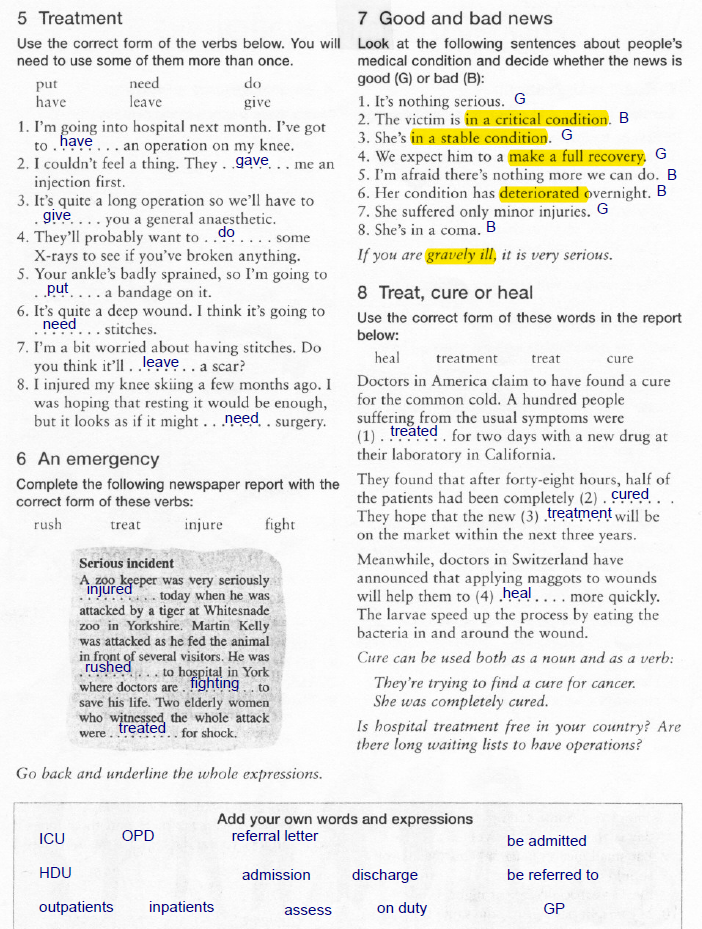 5 Treatment
Use the correct form of the verbs below. You will
need to use some of them more than once.
put need do
have leave give
1. I'm going into hospital next month. I've got
to . have . . . an operation on my knee.
2. I couldn't feel a thing. They . . gave . . . me an
injection first.
3. It's quite a long operation so we'll have to
. give . . . . you a general anaesthetic.
4. They'll probably want to . . do . . . . some
X-rays to see if you've broken anything.
5. Your ankle's badly sprained, so I'm going to
. . put . . . . a bandage on it.
6. It's quite a deep wound. I think it's going to
. need . . . stitches.
7. I'm a bit worried about having stitches. Do
you think it'll . . leave . . a scar?
8. I injured my knee skiing a few months ago. I
was hoping that resting it would be enough,
but it looks as if it might . . . need . . surgery.
6 An emergency
Complete the following newspaper report with the
correct form of these verbs:
rush treat injure fight
Serious incident
A zoo keeper was very seriously
injured . . . today when he was
attacked by a tiger at Whitesnade
zoo in Yorkshire. Martin Kelly
was attacked as he fed the animal
in front of several visitors. He was
rushed . . . to hospital in York
where doctors are . fighting . . to
save his life. Two elderly women
who witnessed the whole attack
were . treated . . for shock.
Go back and underline the whole expressions.
7 Good and bad news
Look at the following sentences about people's
medical condition and decide whether the news is
good (G) or bad (B):
1. It's nothing serious. G
2. The victim is in a critical condition. B
3. She's in a stable condition. G
4. We expect him to a make a full recovery. G
5. I'm afraid there's nothing more we can do. B
6. Her condition has deteriorated overnight. B
7. She suffered only minor injuries. G
8. She's in a coma. B
If you are gravely ill, it is very serious.
8 Treat, cure or heal
Use the correct form of these words in the report
below:
heal treatment treat cure
Doctors in America claim to have found a cure
for the common cold. A hundred people
suffering from the usual symptoms were
(1) . treated . for two days with a new drug at
their laboratory in California.
They found that after forty-eight hours, half of
the patients had been completely (2) . cured . .
They hope that the new (3) . treatment will be
on the market within the next three years.
Meanwhile, doctors in Switzerland have
announced that applying maggots to wounds
will help them to (4) . heal . . . . more quickly.
The larvae speed up the process by eating the
bacteria in and around the wound.
Cure can be used both as a noun and as a verb:
They're trying to find a cure for cancer.
She was completely cured.
Is hospital treatment free in your country? Are
there long waiting lists to have operations?
Add your own words and expressions
ICU OPD referral letter be admitted
HDU admission discharge be referred to
outpatients inpatients assess on duty GP